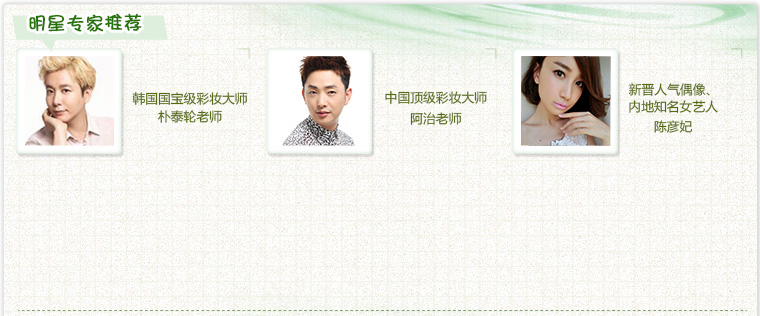 明星专家推荐
韩国国宝级彩妆大师
朴泰轮老师
中国顶级彩妆大师
阿治老师
新晋人气偶像、
内地知名女艺人
陈彦妃